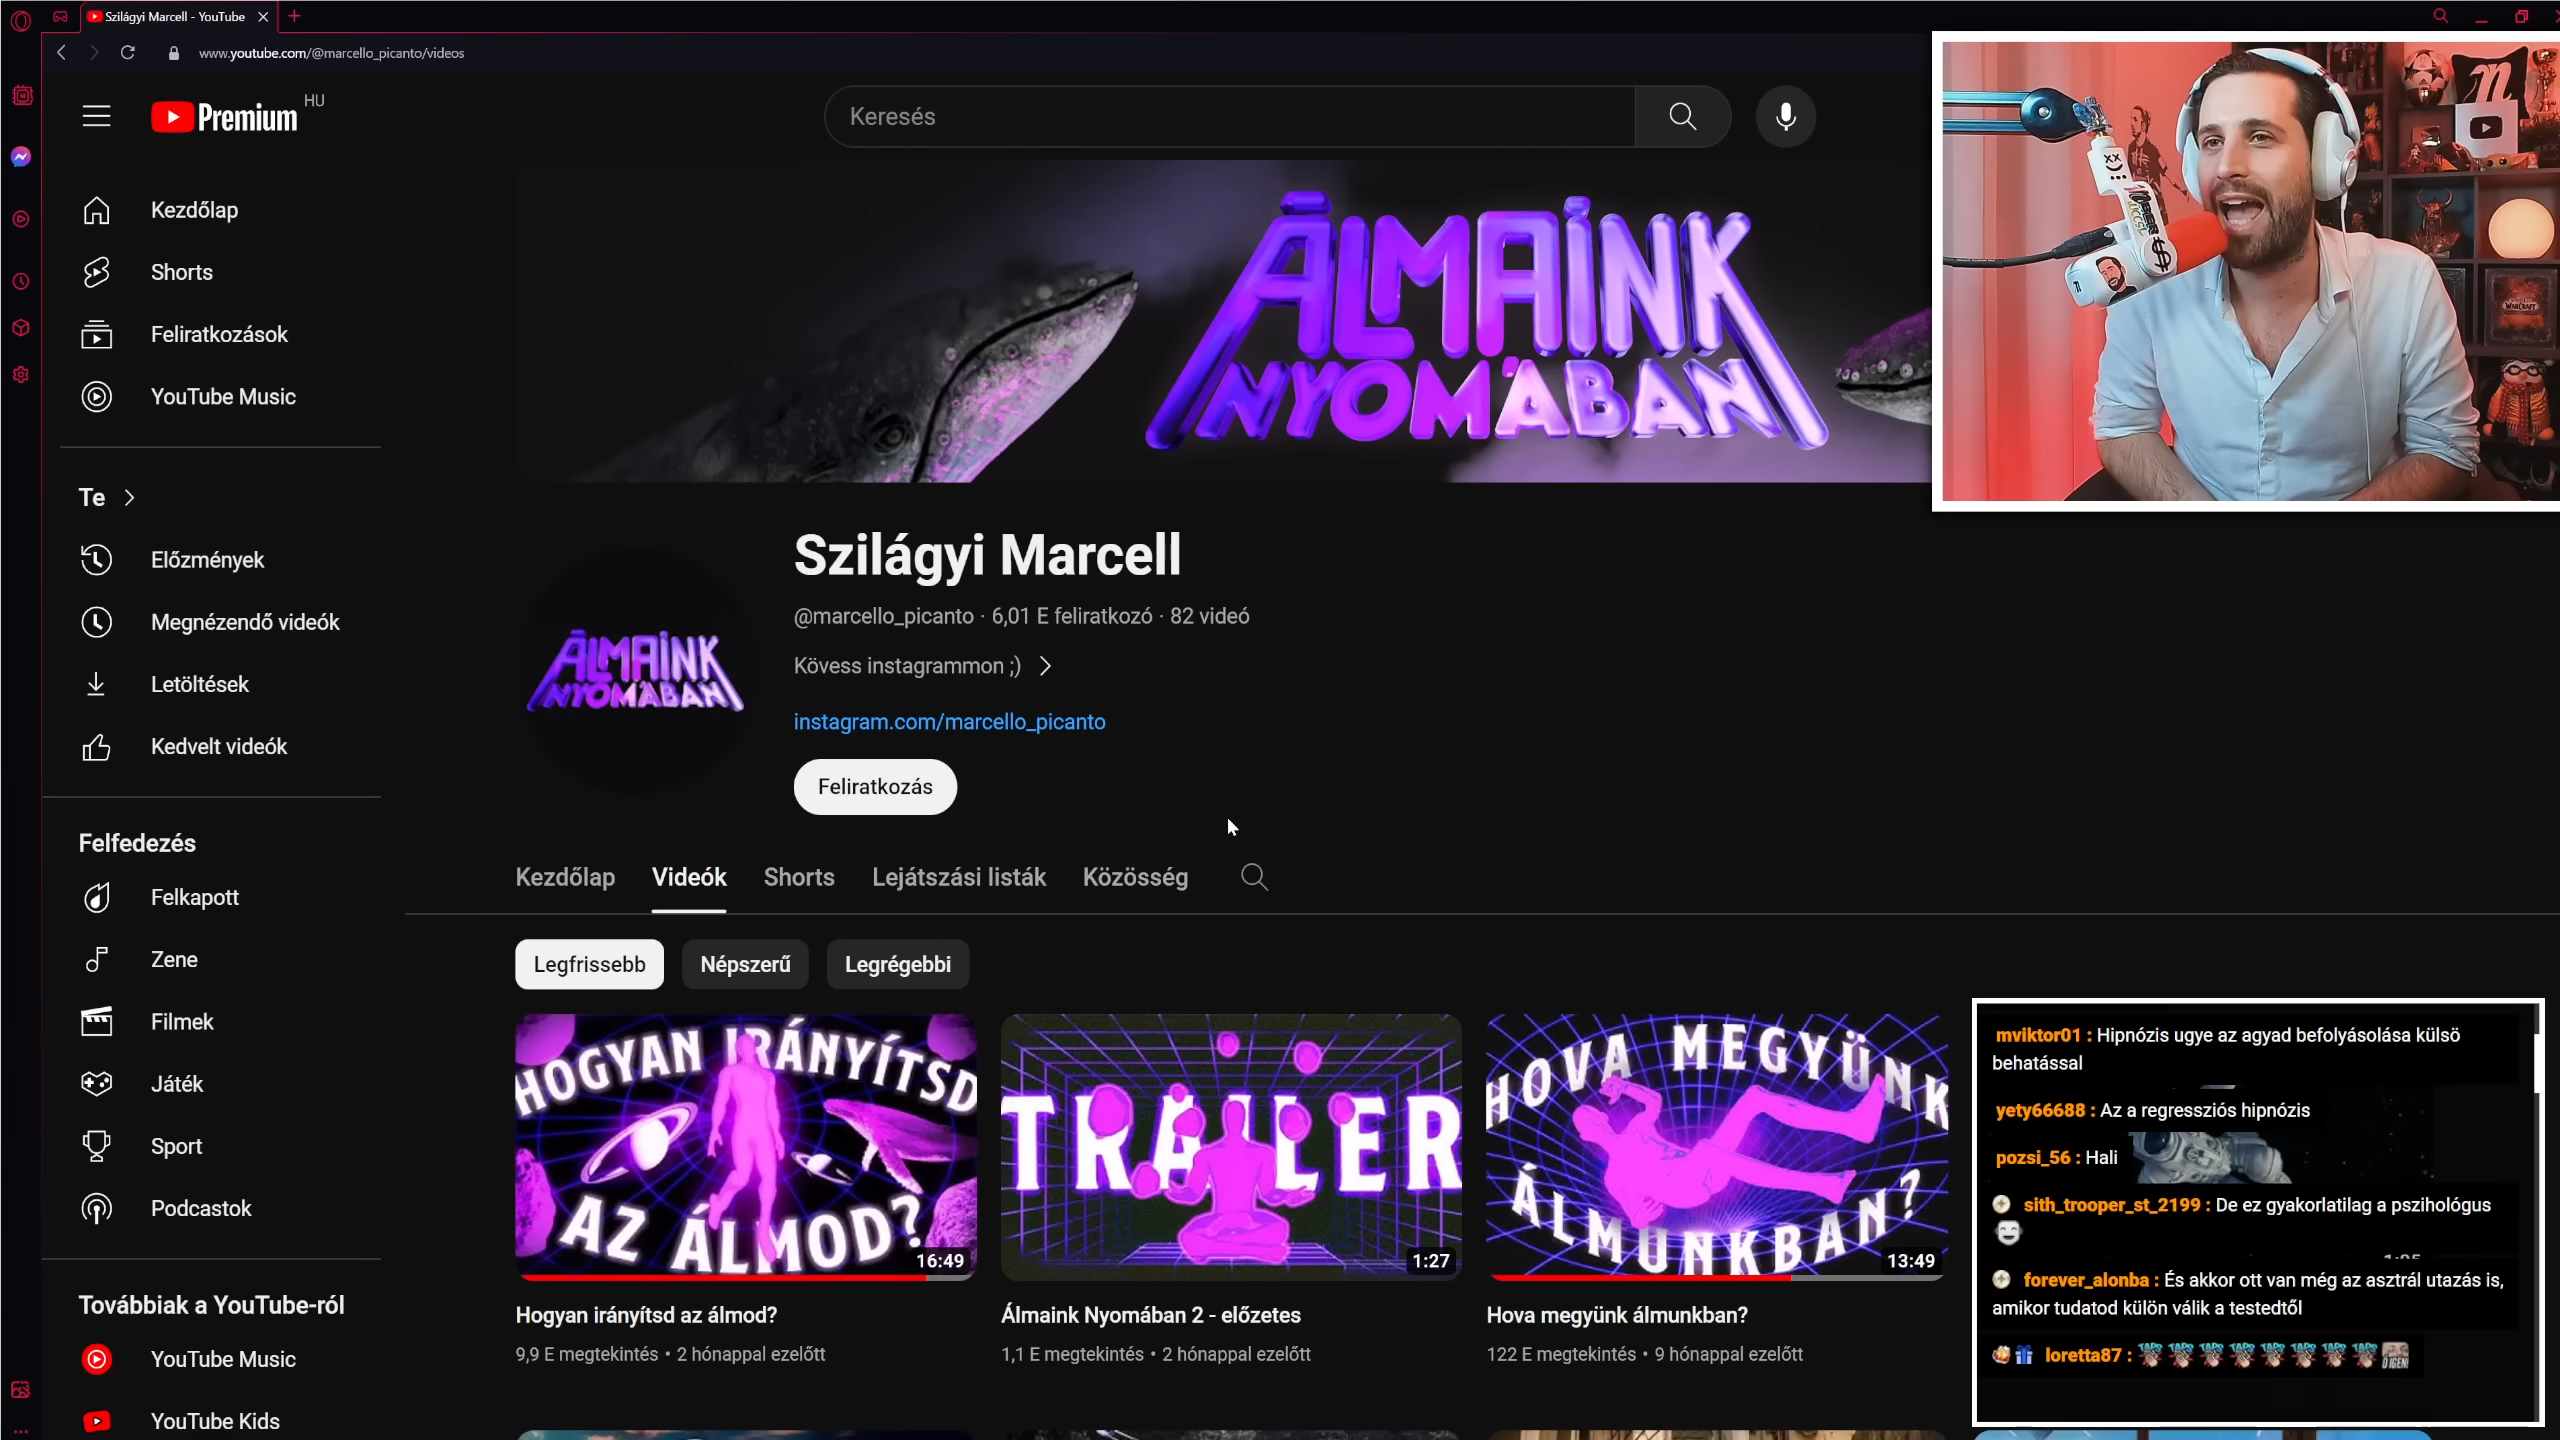 Szilágyi Marcell - YouTube
www.youtube.com/@marcello_picanto/videos
Premium HU
Keresés
Kezdőlap
Shorts
Feliratkozások
YouTube Music
Te
Előzmények
Megnézendő videók
Letöltések
Kedvelt videók
Felfedezés
Felkapott
Zene
Filmek
Játék
Sport
Podcastok
Továbbiak a YouTube-ról
YouTube Music
YouTube Kids
ÁLMAINK
NYOMÁBAN
ÁLMAINK
NYOMÁBAN
Szilágyi Marcell
@marcello_picanto · 6,01 E feliratkozó · 82 videó
Kövess instagrammon ;)
instagram.com/marcello_picanto
Feliratkozás
Kezdőlap Videók Shorts Lejátszási listák Közösség
Legfrissebb Népszerű Legrégebbi
HOGYAN IRÁNYÍTSD
AZ ÁLMOD?
16:49
Hogyan irányítsd az álmod?
9,9 E megtekintés • 2 hónappal ezelőtt
TRAILER
1:27
Álmaink Nyomában 2 - előzetes
1,1 E megtekintés • 2 hónappal ezelőtt
HOVA MEGYÜNK
ÁLMUNKBAN?
13:49
Hova megyünk álmunkban?
122 E megtekintés • 9 hónappal ezelőtt
mviktor01 : Hipnózis ugye az agyad befolyásolása külsö
behatással
yety66688 : Az a regressziós hipnózis
pozsi_56 : Hali
sith_trooper_st_2199 : De ez gyakorlatilag a pszihológus
forever_alonba : És akkor ott van még az asztrál utazás is,
amikor tudatod külön válik a testedtől
loretta87 :